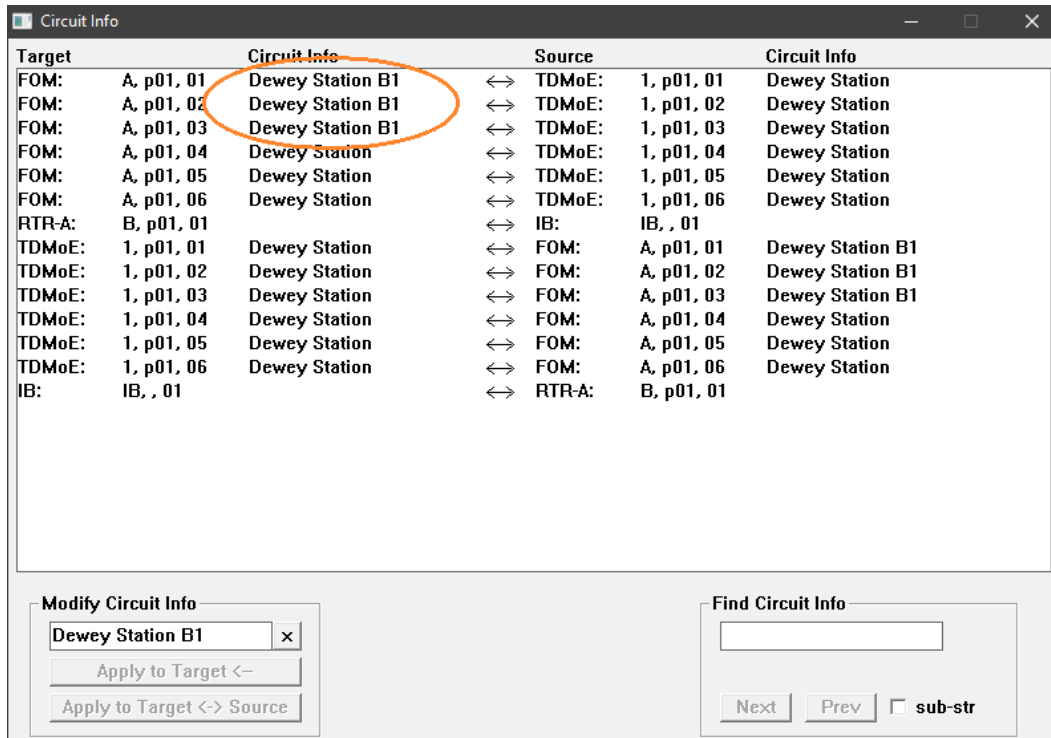 Circuit Info
Target Circuit Info Source Circuit Info
FOM: A, p01, 01 Dewey Station B1 <-> TDMoE: 1, p01, 01 Dewey Station
FOM: A, p01, 02 Dewey Station B1 <-> TDMoE: 1, p01, 02 Dewey Station
FOM: A, p01, 03 Dewey Station B1 <-> TDMoE: 1, p01, 03 Dewey Station
FOM: A, p01, 04 Dewey Station <-> TDMoE: 1, p01, 04 Dewey Station
FOM: A, p01, 05 Dewey Station <-> TDMoE: 1, p01, 05 Dewey Station
FOM: A, p01, 06 Dewey Station <-> TDMoE: 1, p01, 06 Dewey Station
RTR-A: B, p01, 01 <-> IB: IB, , 01
TDMoE: 1, p01, 01 Dewey Station <-> FOM: A, p01, 01 Dewey Station B1
TDMoE: 1, p01, 02 Dewey Station <-> FOM: A, p01, 02 Dewey Station B1
TDMoE: 1, p01, 03 Dewey Station <-> FOM: A, p01, 03 Dewey Station B1
TDMoE: 1, p01, 04 Dewey Station <-> FOM: A, p01, 04 Dewey Station
TDMoE: 1, p01, 05 Dewey Station <-> FOM: A, p01, 05 Dewey Station
TDMoE: 1, p01, 06 Dewey Station <-> FOM: A, p01, 06 Dewey Station
IB: IB, , 01 <-> RTR-A: B, p01, 01
Modify Circuit Info
Dewey Station B1 x
Apply to Target <-
Apply to Target <-> Source
Find Circuit Info
Next Prev sub-str